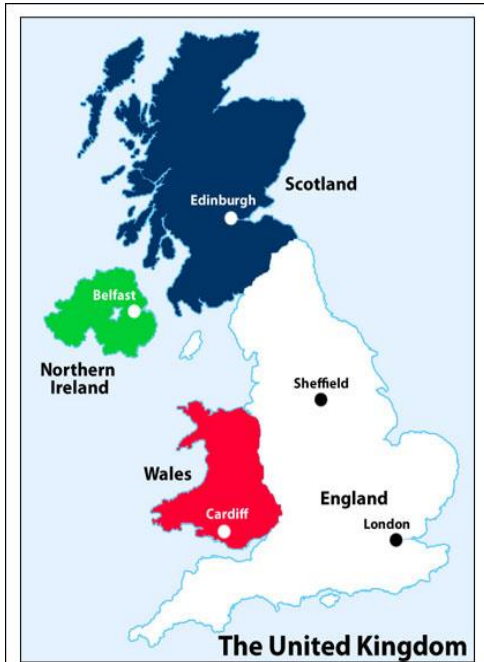 Edinburgh
Scotland
Belfast
Northern
Ireland
Sheffield
Wales
England
Cardiff
London
The United Kingdom